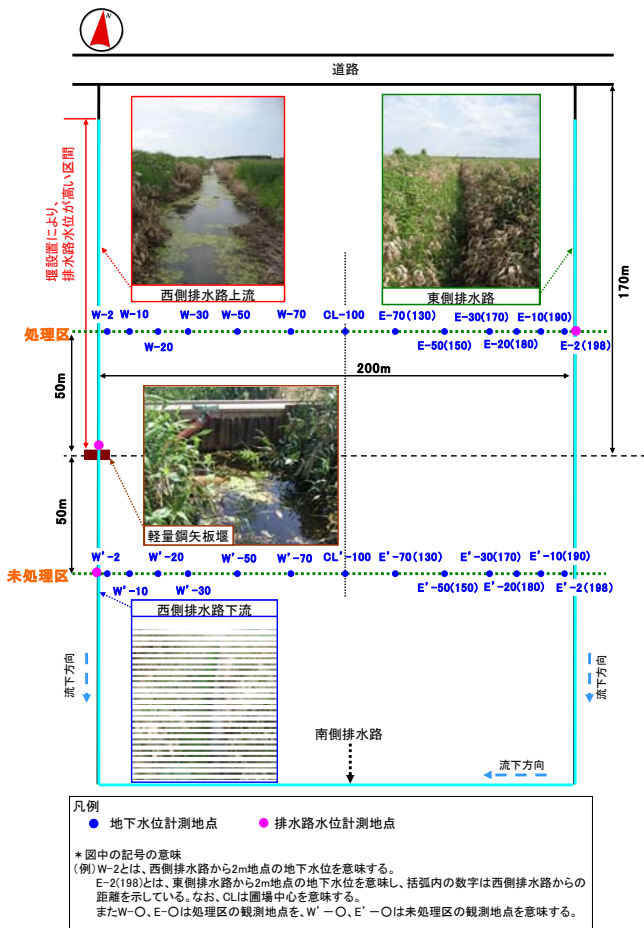 N
道路
堰設置により、
排水路水位が高い区間
西側排水路上流
東側排水路
170m
W-2 W-10 W-30 W-50 W-70 CL-100 E-70(130) E-30(170) E-10(190)
処理区
W-20 E-50(150) E-20(180) E-2(198)
50m
200m
50m
軽量鋼矢板堰
W'-2 W'-20 W'-50 W'-70 CL'-100 E'-70(130) E'-30(170) E'-10(190)
未処理区
W'-10 W'-30 E'-50(150) E'-20(180) E'-2(198)
西側排水路下流
流下方向
流下方向
南側排水路
流下方向
凡例
● 地下水位計測地点 ● 排水路水位計測地点
*図中の記号の意味
(例)W-2とは、西側排水路から2m地点の地下水位を意味する。
E-2(198)とは、東側排水路から2m地点の地下水位を意味し、括弧内の数字は西側排水路からの
距離を示している。なお、CLは圃場中心を意味する。
またW-○、E-○は処理区の観測地点を、W'-○、E'-○は未処理区の観測地点を意味する。